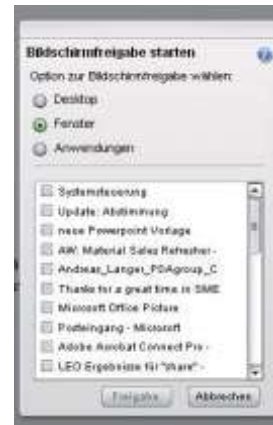 Bildschirmfreigabe starten
Option zur Bildschirmfreigabe wählen:
Desktop
Fenster
Anwendungen
Systemsteuerung
Update: Abstimmung
neue Powerpoint Vorlage
AW: Material Sales Refresher -
Andreas_Langer_PDAgroup_C
Thanks for a great time in SME
Microsoft Office Picture
Posteingang - Microsoft
Adobe Acrobat Connect Pro -
LEO Ergebnisse für "share" -
Freigabe
Abbrechen